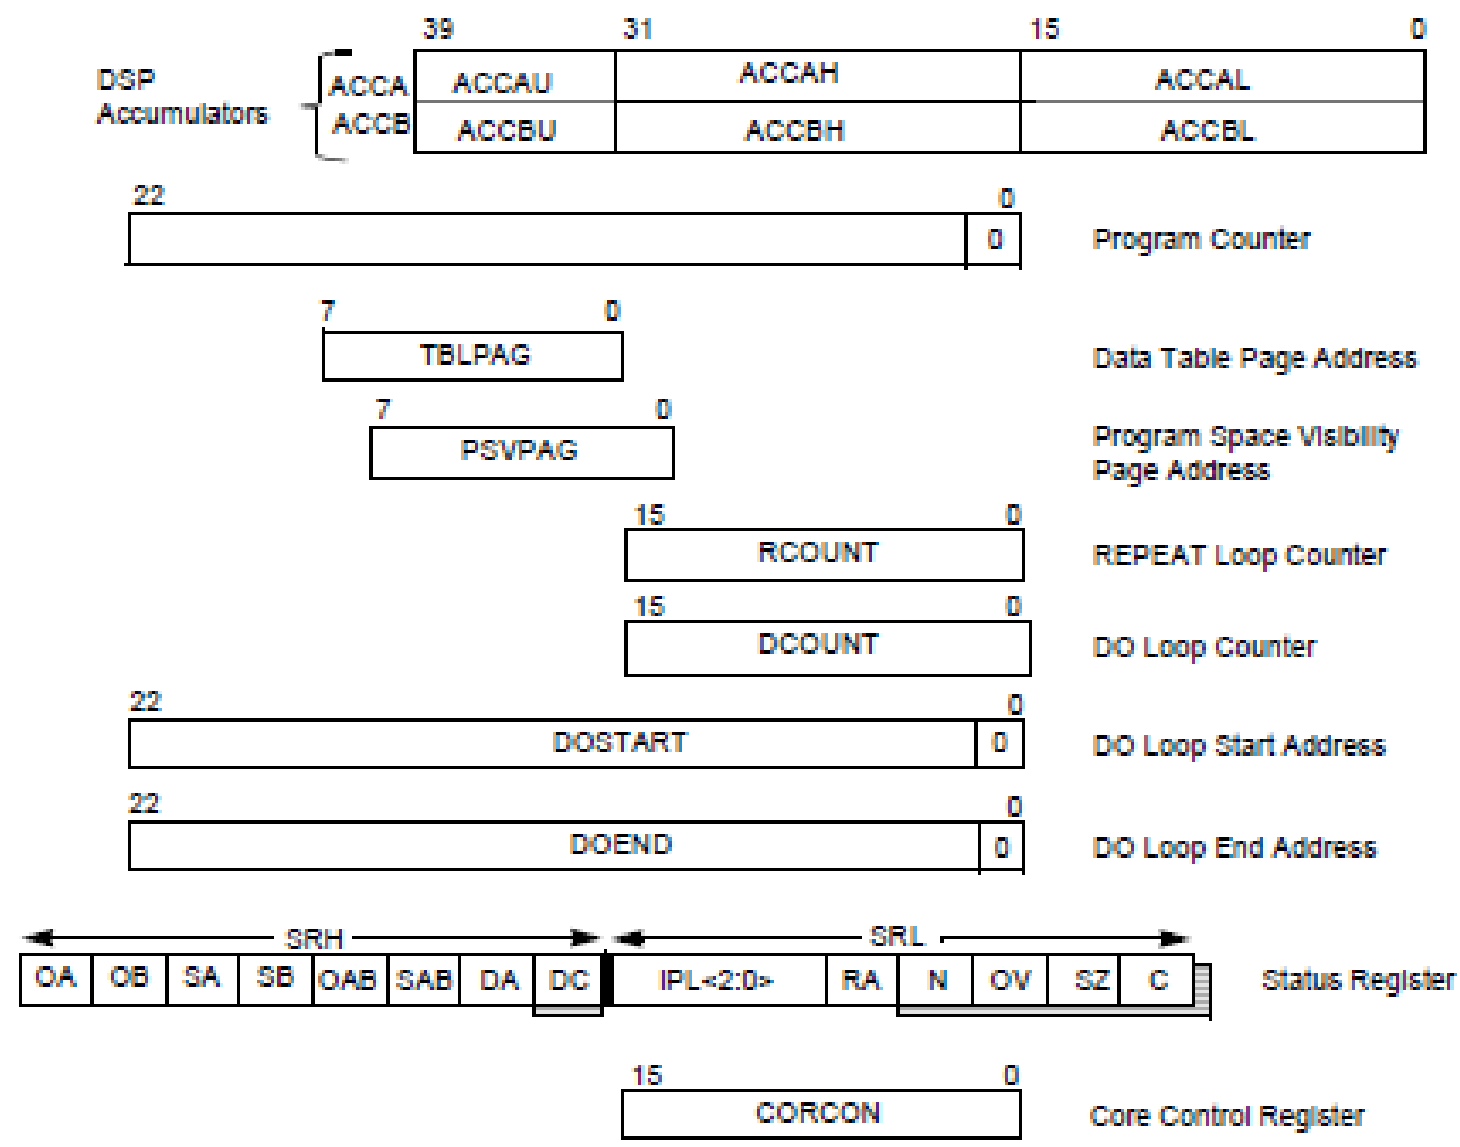 39 31 15 0
DSP
Accumulators
ACCA ACCAU ACCAH ACCAL
ACCB ACCBU ACCBH ACCBL
22 0
0 Program Counter
7 0
TBLPAG Data Table Page Address
7 0
PSVPAG Program Space Visibility
Page Address
15 0
RCOUNT REPEAT Loop Counter
15 0
DCOUNT DO Loop Counter
22 0
DOSTART 0 DO Loop Start Address
22 0
DOEND 0 DO Loop End Address
SRH SRL
OA OB SA SB OAB SAB DA DC IPL<2:0> RA N OV SZ C Status Register
15 0
CORCON Core Control Register